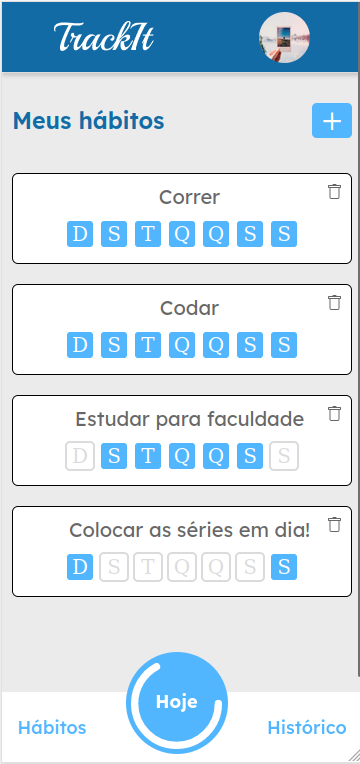 TrackIt
Meus hábitos
+
Correr
D S T Q Q S S
Codar
D S T Q Q S S
Estudar para faculdade
D S T Q Q S S
Colocar as séries em dia!
D S T Q Q S S
Hábitos
Hoje
Histórico